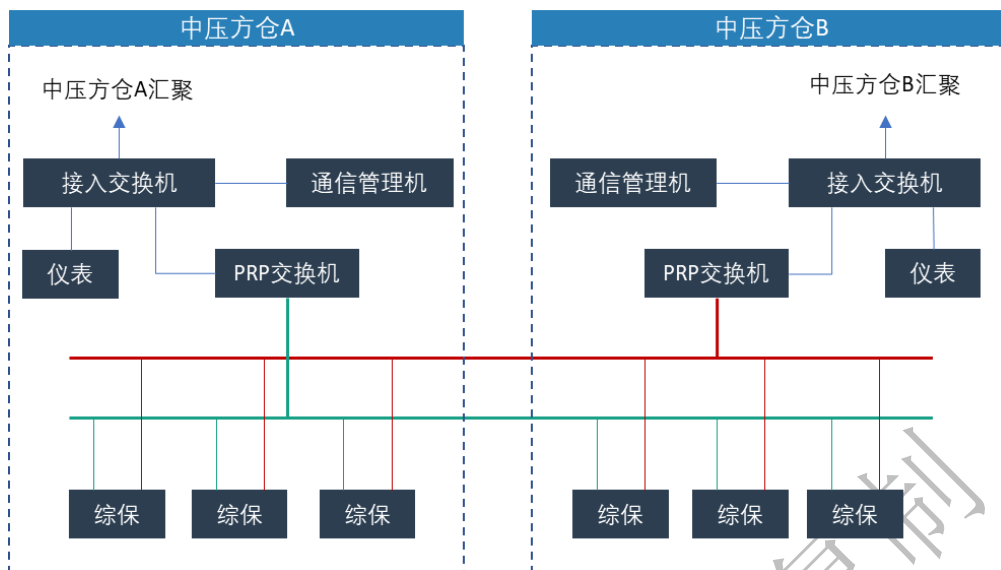 中压方仓A
中压方仓B
中压方仓A汇聚
中压方仓B汇聚
接入交换机
通信管理机
通信管理机
接入交换机
仪表
PRP交换机
PRP交换机
仪表
综保
综保
综保
综保
综保
综保
制